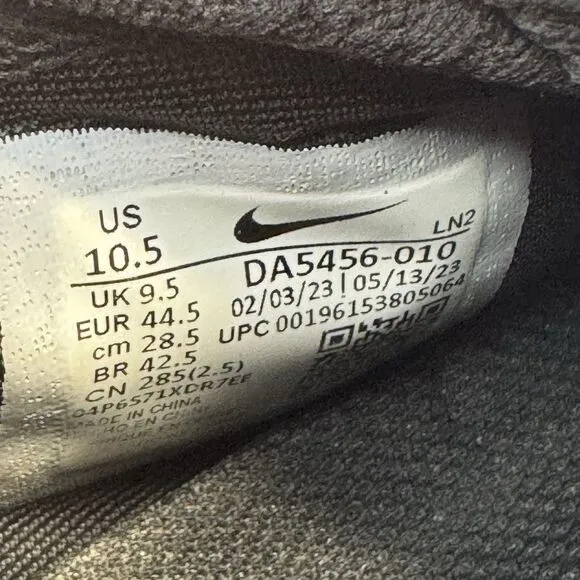 US
10.5
UK 9.5
EUR 44.5
cm 28.5
BR 42.5
CN 285(2.5)
04P6571XDR7EF
MADE IN CHINA
LN2
DA5456-010
02/03/23 | 05/13/23
UPC 00196153805064